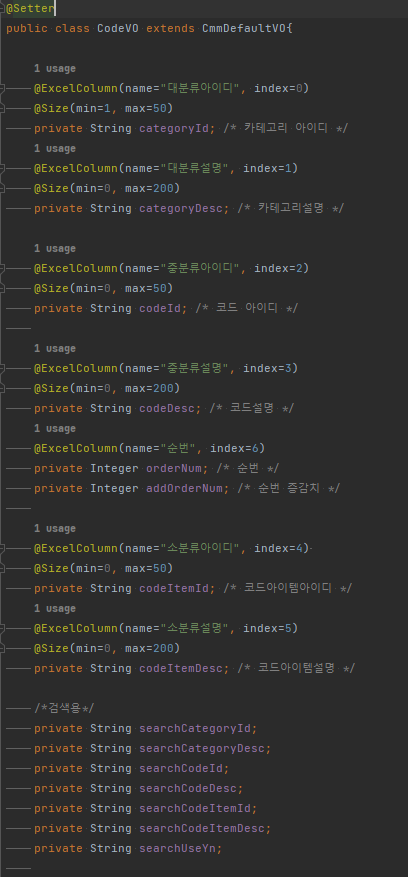 @Setter
public class CodeVO extends CmmDefaultVO{
1 usage
@ExcelColumn(name="대분류아이디", index=0)
@Size(min=1, max=50)
private String categoryId; /* 카테고리 아이디 */
1 usage
@ExcelColumn(name="대분류설명", index=1)
@Size(min=0, max=200)
private String categoryDesc; /* 카테고리설명 */
1 usage
@ExcelColumn(name="중분류아이디", index=2)
@Size(min=0, max=50)
private String codeId; /* 코드 아이디 */
1 usage
@ExcelColumn(name="중분류설명", index=3)
@Size(min=0, max=200)
private String codeDesc; /* 코드설명 */
1 usage
@ExcelColumn(name="순번", index=6)
private Integer orderNum; /* 순번 */
private Integer addOrderNum; /* 순번 증감치 */
1 usage
@ExcelColumn(name="소분류아이디", index=4)
@Size(min=0, max=50)
private String codeItemId; /* 코드아이템아이디 */
1 usage
@ExcelColumn(name="소분류설명", index=5)
@Size(min=0, max=200)
private String codeItemDesc; /* 코드아이템설명 */
/*검색용*/
private String searchCategoryId;
private String searchCategoryDesc;
private String searchCodeId;
private String searchCodeDesc;
private String searchCodeItemId;
private String searchCodeItemDesc;
private String searchUseYn;